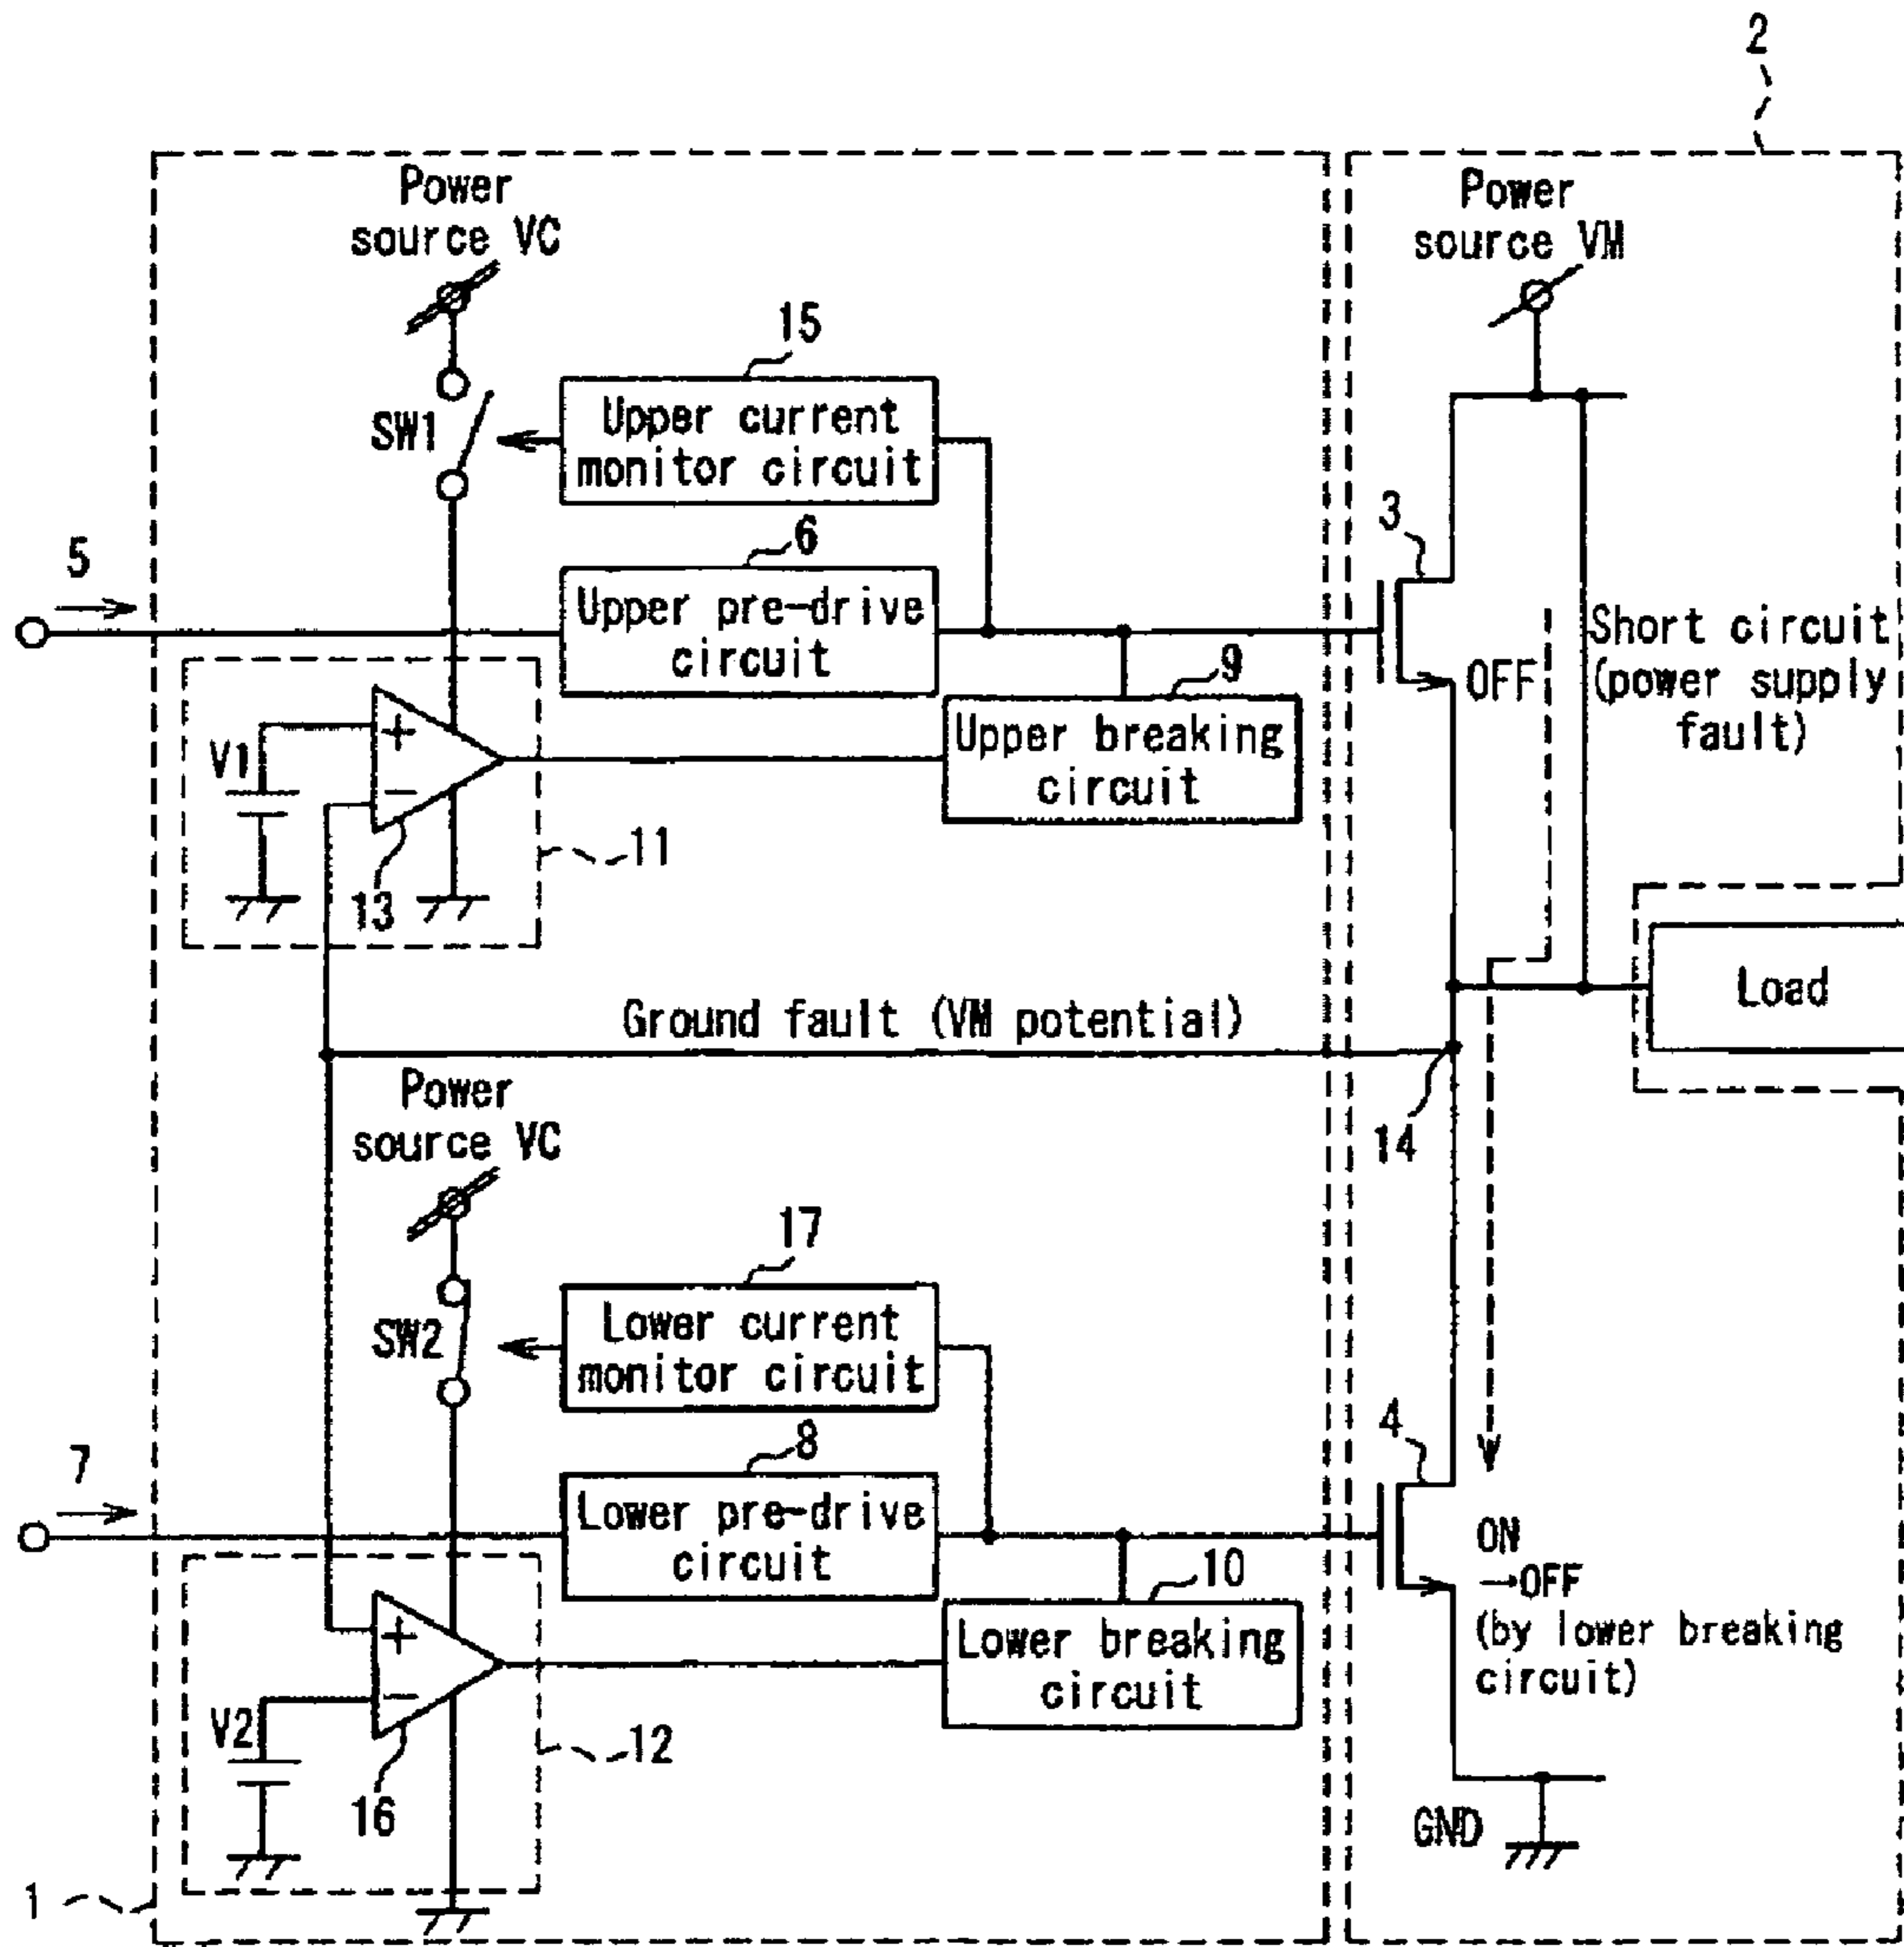 2
Power
source VC
Power
source VM
15
Upper current
monitor circuit
SW1
3
5
6
Upper pre-drive
circuit
OFF
Short circuit
(power supply
fault)
9
Upper breaking
circuit
V1
+
−
11
13
Load
Ground fault (VM potential)
14
Power
source VC
17
Lower current
monitor circuit
SW2
4
7
8
Lower pre-drive
circuit
ON
→OFF
(by lower breaking
circuit)
10
Lower breaking
circuit
+
−
V2
12
16
GND
1